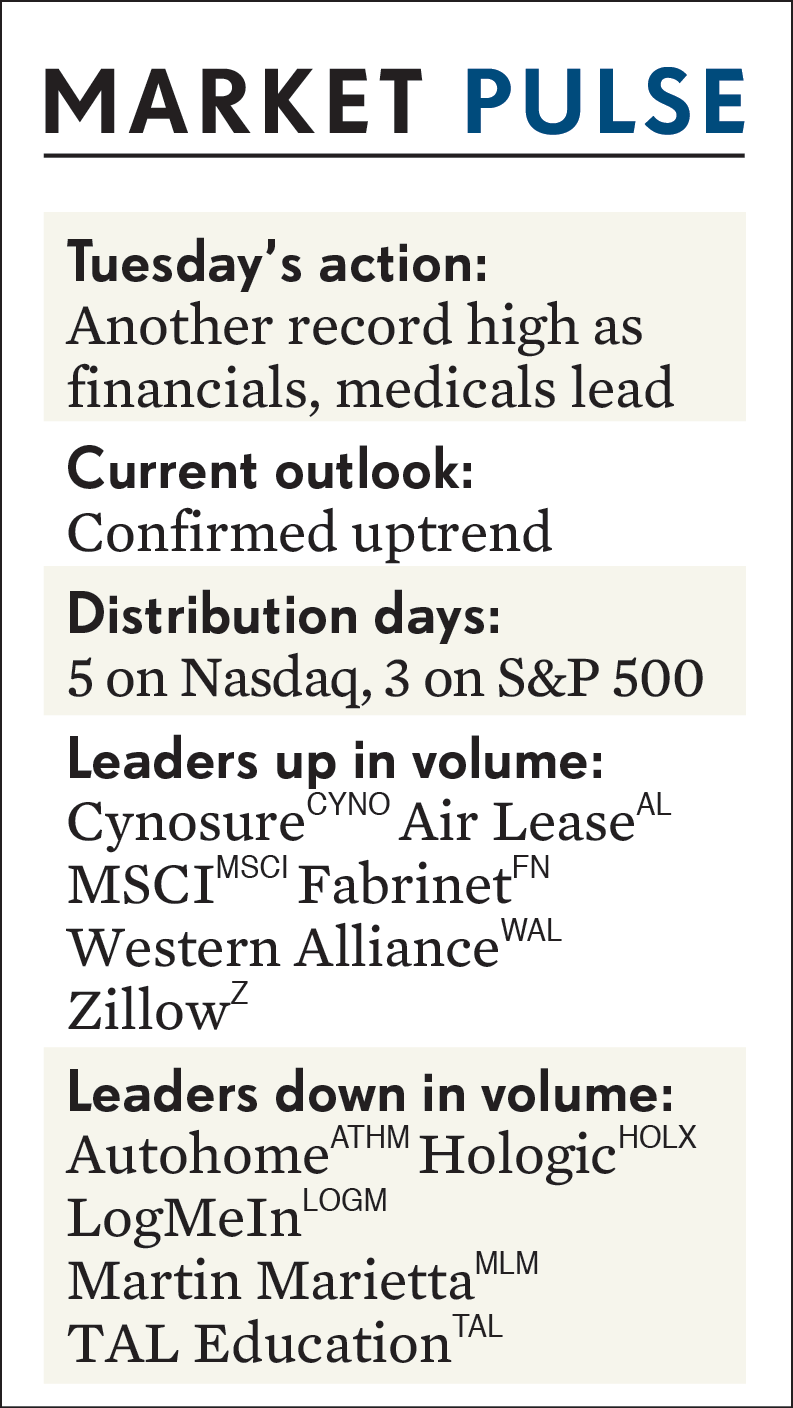 MARKET PULSE
Tuesday’s action:
Another record high as
financials, medicals lead
Current outlook:
Confirmed uptrend
Distribution days:
5 on Nasdaq, 3 on S&P 500
Leaders up in volume:
Cynosure CYNO Air Lease AL
MSCI MSCI Fabrinet FN
Western Alliance WAL
Zillow Z
Leaders down in volume:
Autohome ATHM Hologic HOLX
LogMeIn LOGM
Martin Marietta MLM
TAL Education TAL